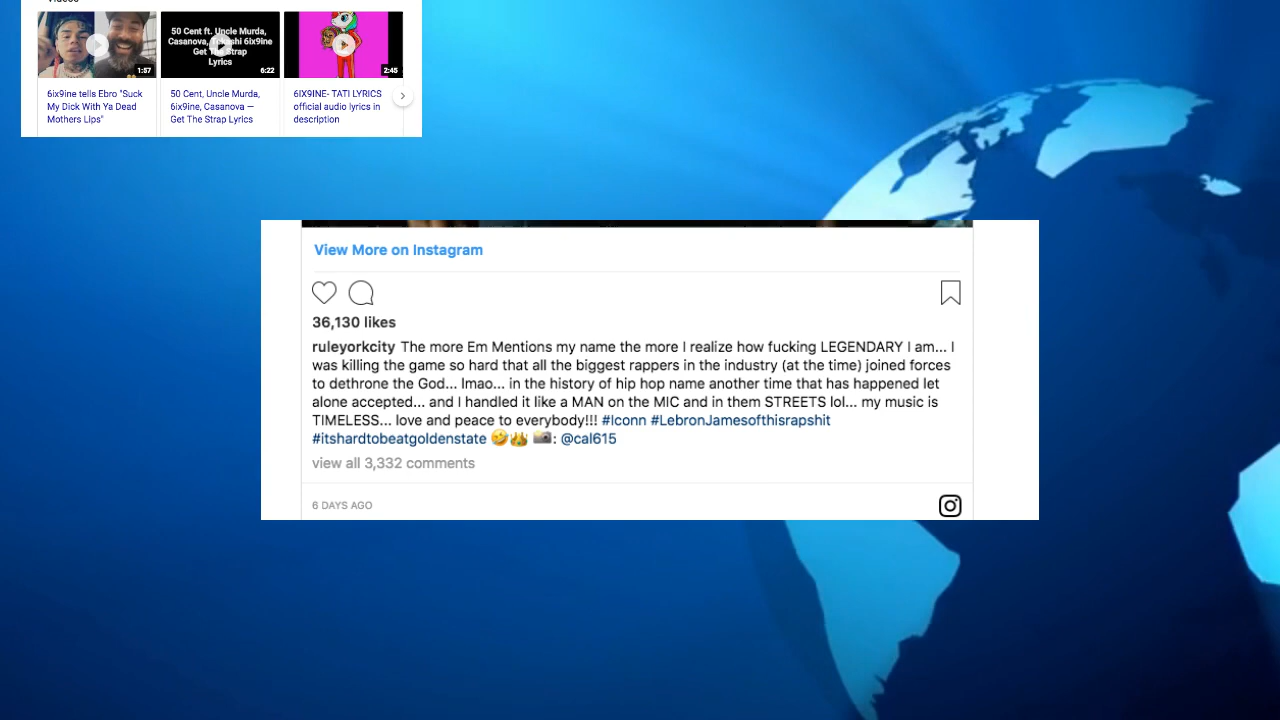 Videos
50 Cent ft. Uncle Murda,
Casanova, Tekashi 6ix9ine
Get The Strap
Lyrics
1:57
6:22
2:45
6ix9ine tells Ebro "Suck
My Dick With Ya Dead
Mothers Lips"
50 Cent, Uncle Murda,
6ix9ine, Casanova —
Get The Strap Lyrics
6IX9INE- TATI LYRICS
official audio lyrics in
description
View More on Instagram
36,130 likes
ruleyorkcity The more Em Mentions my name the more I realize how fucking LEGENDARY I am... I
was killing the game so hard that all the biggest rappers in the industry (at the time) joined forces
to dethrone the God... lmao... in the history of hip hop name another time that has happened let
alone accepted... and I handled it like a MAN on the MIC and in them STREETS lol... my music is
TIMELESS... love and peace to everybody!!! #Iconn #LebronJamesofthisrapshit
#itshardtobeatgoldenstate 🤣👑 📸: @cal615
view all 3,332 comments
6 DAYS AGO